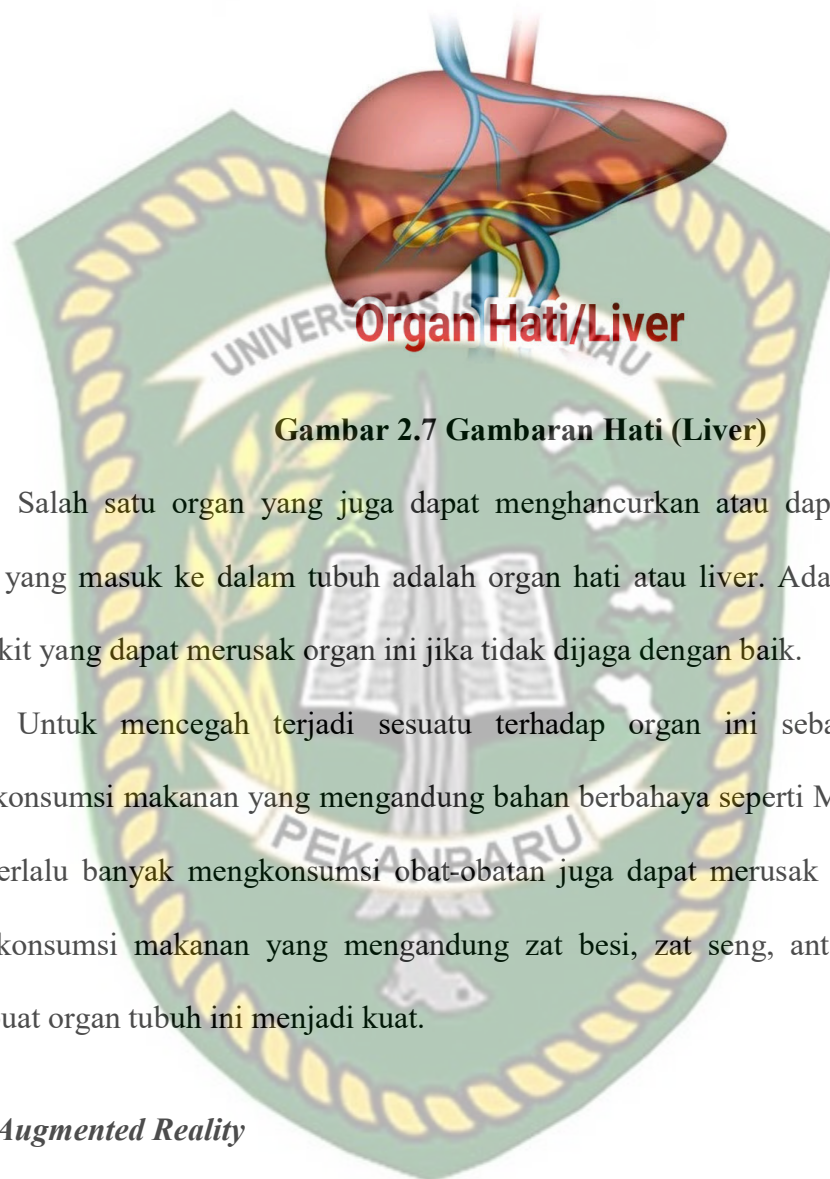 UNIVERSITAS ISLAM RIAU
Organ Hati/Liver
Gambar 2.7 Gambaran Hati (Liver)
Salah satu organ yang juga dapat menghancurkan atau dap
yang masuk ke dalam tubuh adalah organ hati atau liver. Ada
kit yang dapat merusak organ ini jika tidak dijaga dengan baik.
Untuk mencegah terjadi sesuatu terhadap organ ini seba
konsumsi makanan yang mengandung bahan berbahaya seperti M
PEKANBARU
erlalu banyak mengkonsumsi obat-obatan juga dapat merusak
konsumsi makanan yang mengandung zat besi, zat seng, ant
uat organ tubuh ini menjadi kuat.
Augmented Reality